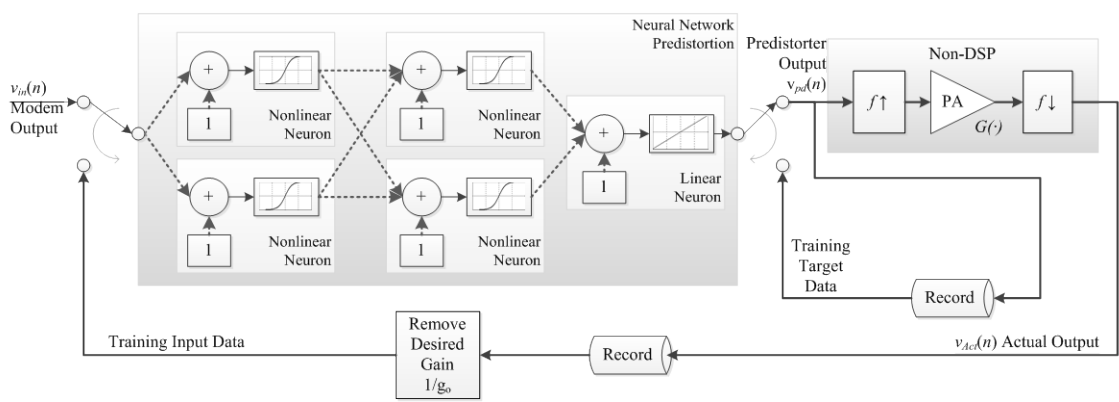 Neural Network
Predistortion
Predistorter
Output
v_pd(n)
Non-DSP
v_in(n)
Modem
Output
+
1
Nonlinear
Neuron
+
1
Nonlinear
Neuron
+
1
Nonlinear
Neuron
+
1
Nonlinear
Neuron
+
1
Linear
Neuron
f↑
PA
G(·)
f↓
Training
Target
Data
Record
Training Input Data
Remove
Desired
Gain
1/g₀
Record
v_Act(n) Actual Output